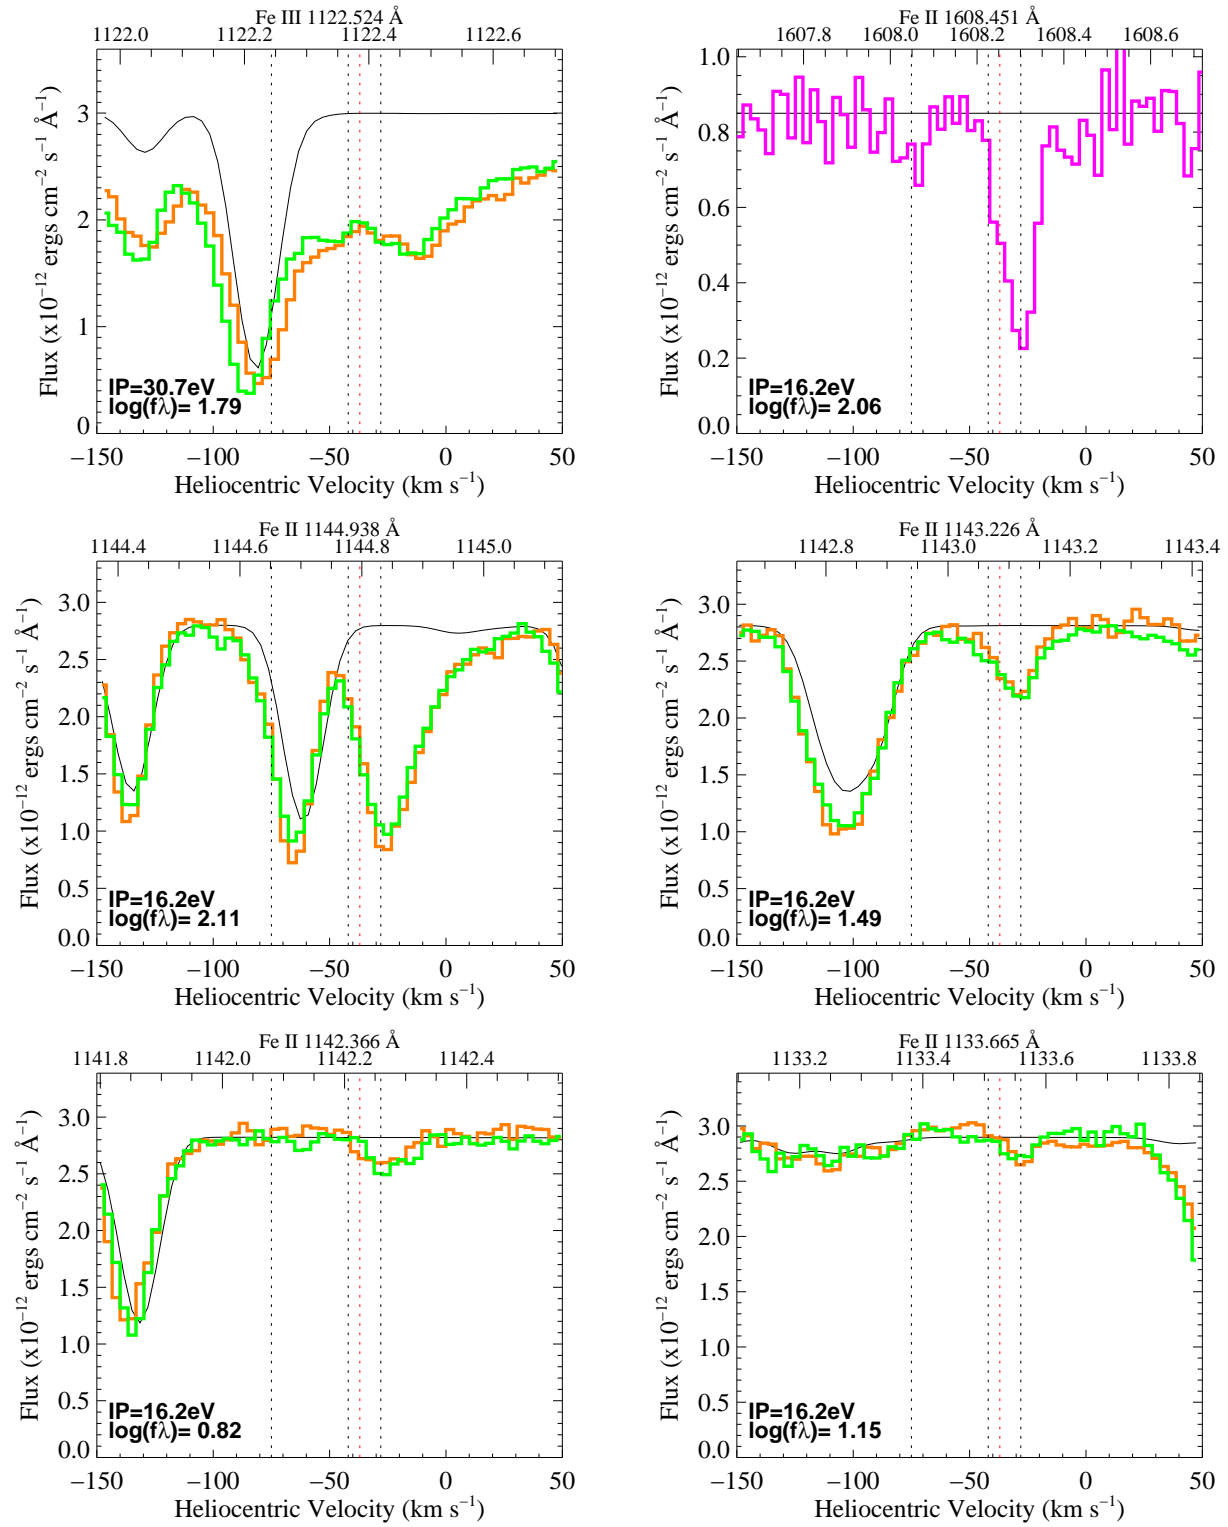 Fe III 1122.524 Å
1122.0 1122.2 1122.4 1122.6
Flux (x10−12 ergs cm−2 s−1 Å−1)
4
3
2
1
0
IP=30.7eV
log(fλ)= 1.79
−150 −100 −50 0 50
Heliocentric Velocity (km s−1)
Fe II 1608.451 Å
1607.8 1608.0 1608.2 1608.4 1608.6
Flux (x10−12 ergs cm−2 s−1 Å−1)
1.0
0.8
0.6
0.4
0.2
0.0
IP=16.2eV
log(fλ)= 2.06
−150 −100 −50 0 50
Heliocentric Velocity (km s−1)
Fe II 1144.938 Å
1144.4 1144.6 1144.8 1145.0
Flux (x10−12 ergs cm−2 s−1 Å−1)
3.0
2.5
2.0
1.5
1.0
0.5
0.0
IP=16.2eV
log(fλ)= 2.11
−150 −100 −50 0 50
Heliocentric Velocity (km s−1)
Fe II 1143.226 Å
1142.8 1143.0 1143.2 1143.4
Flux (x10−12 ergs cm−2 s−1 Å−1)
3.0
2.5
2.0
1.5
1.0
0.5
0.0
IP=16.2eV
log(fλ)= 1.49
−150 −100 −50 0 50
Heliocentric Velocity (km s−1)
Fe II 1142.366 Å
1141.8 1142.0 1142.2 1142.4
Flux (x10−12 ergs cm−2 s−1 Å−1)
3.0
2.5
2.0
1.5
1.0
0.5
0.0
IP=16.2eV
log(fλ)= 0.82
−150 −100 −50 0 50
Heliocentric Velocity (km s−1)
Fe II 1133.665 Å
1133.2 1133.4 1133.6 1133.8
Flux (x10−12 ergs cm−2 s−1 Å−1)
3.0
2.5
2.0
1.5
1.0
0.5
0.0
IP=16.2eV
log(fλ)= 1.15
−150 −100 −50 0 50
Heliocentric Velocity (km s−1)